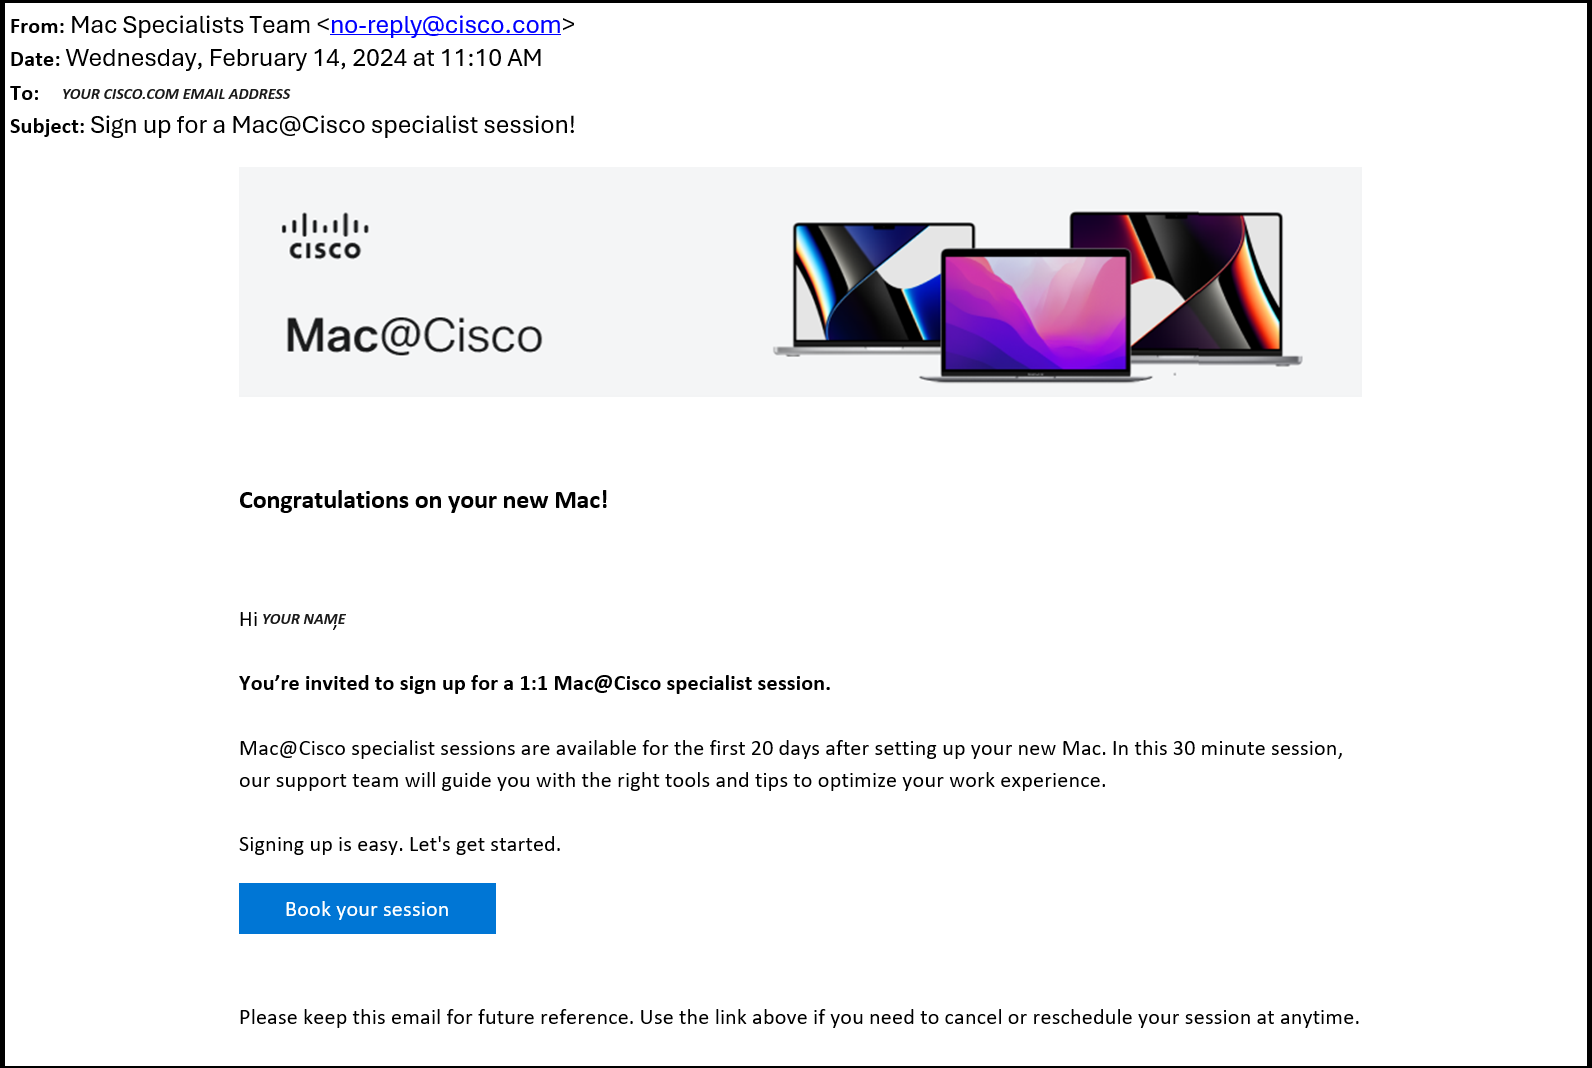 From: Mac Specialists Team <no-reply@cisco.com>
Date: Wednesday, February 14, 2024 at 11:10 AM
To: YOUR CISCO.COM EMAIL ADDRESS
Subject: Sign up for a Mac@Cisco specialist session!
CISCO
Mac@Cisco
Congratulations on your new Mac!
Hi YOUR NAME,
You’re invited to sign up for a 1:1 Mac@Cisco specialist session.
Mac@Cisco specialist sessions are available for the first 20 days after setting up your new Mac. In this 30 minute session,
our support team will guide you with the right tools and tips to optimize your work experience.
Signing up is easy. Let's get started.
Book your session
Please keep this email for future reference. Use the link above if you need to cancel or reschedule your session at anytime.